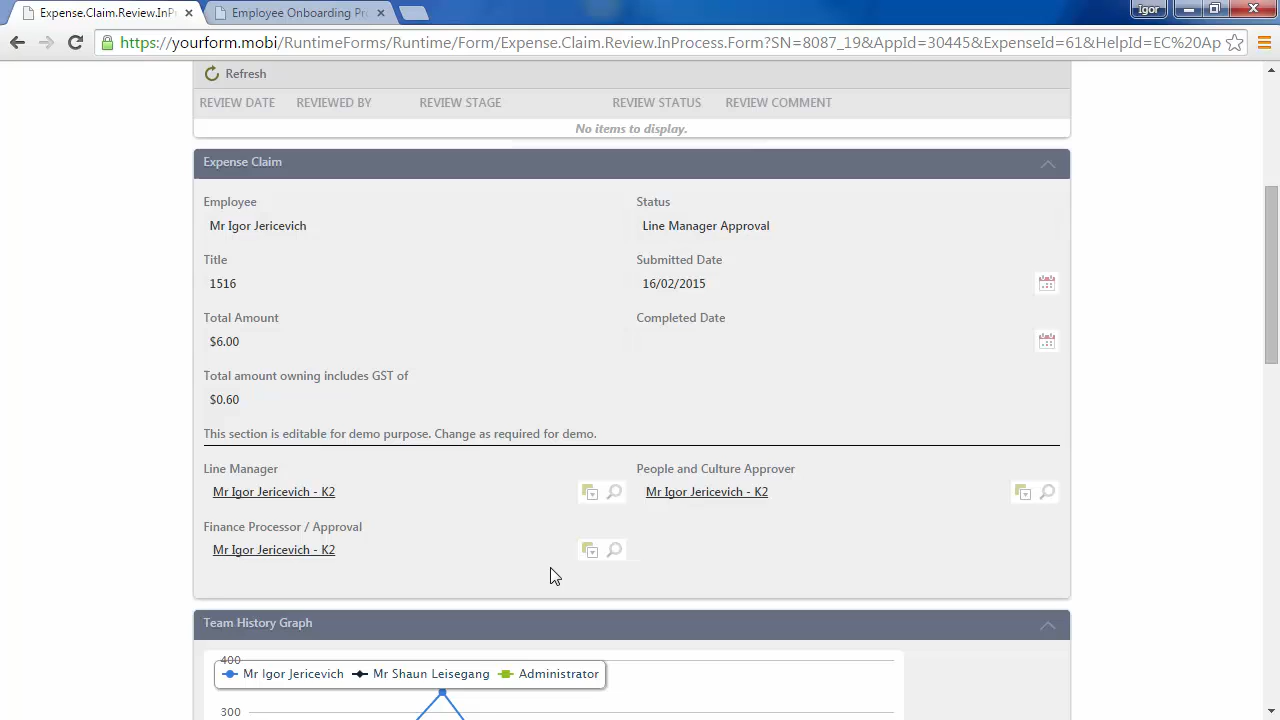 Expense.Claim.Review.InPr
Employee Onboarding Pr
Igor
https://yourform.mobi/RuntimeForms/Runtime/Form/Expense.Claim.Review.InProcess.Form?SN=8087_19&AppId=30445&ExpenseId=61&HelpId=EC%20Ap
Refresh
REVIEW DATE REVIEWED BY REVIEW STAGE REVIEW STATUS REVIEW COMMENT
No items to display.
Expense Claim
Employee Status
Mr Igor Jericevich Line Manager Approval
Title Submitted Date
1516 16/02/2015
Total Amount Completed Date
$6.00
Total amount owning includes GST of
$0.60
This section is editable for demo purpose. Change as required for demo.
Line Manager People and Culture Approver
Mr Igor Jericevich - K2 Mr Igor Jericevich - K2
Finance Processor / Approval
Mr Igor Jericevich - K2
Team History Graph
400
Mr Igor Jericevich Mr Shaun Leisegang Administrator
300